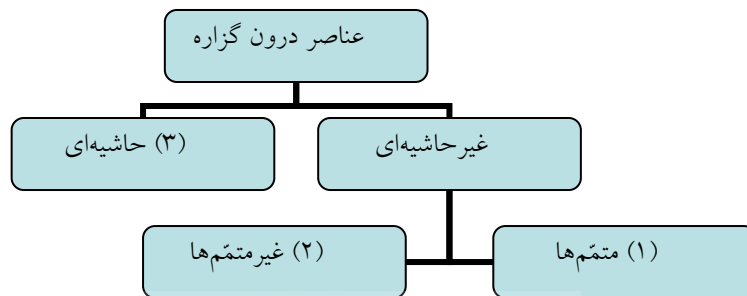 عناصر درون گزاره
غیرحاشیه‌ای
(۳) حاشیه‌ای
(۱) متمّم‌ها
(۲) غیرمتمّم‌ها